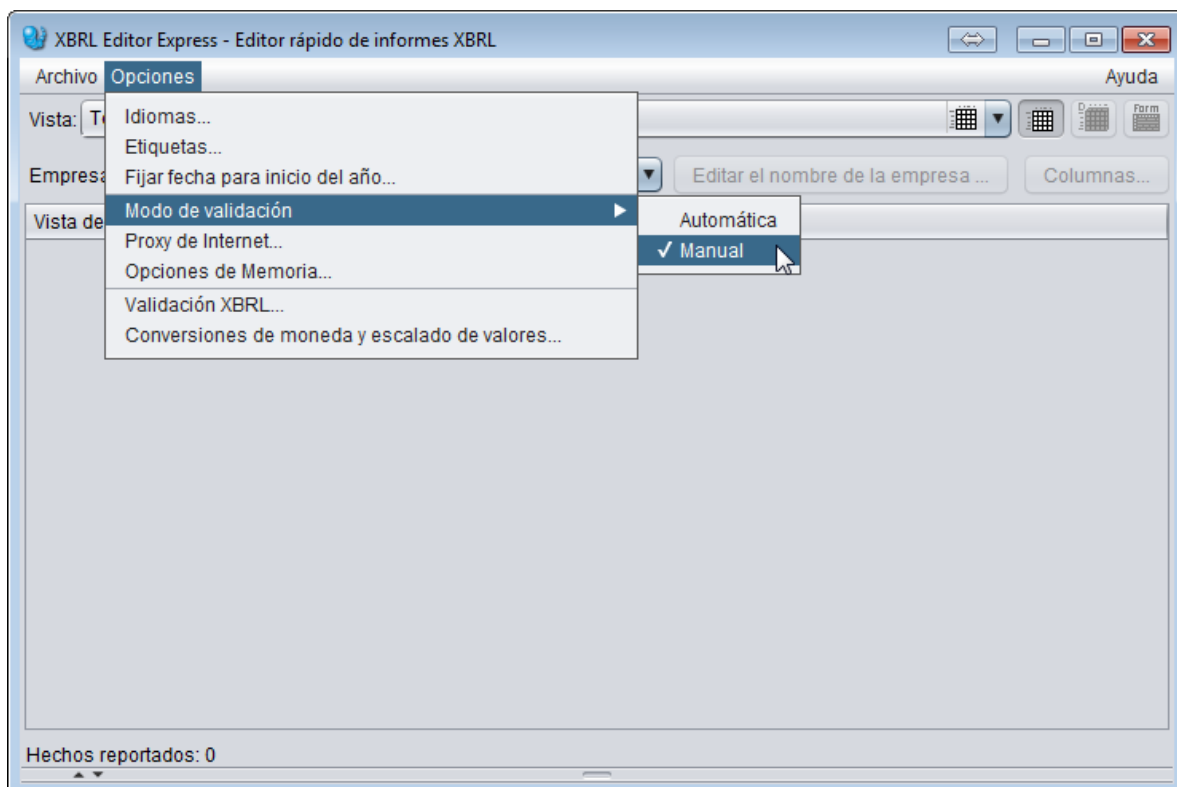 XBRL Editor Express - Editor rápido de informes XBRL
Archivo Opciones Ayuda
Vista:
Idiomas...
Etiquetas...
Form
Empresa
Fijar fecha para inicio del año...
Editar el nombre de la empresa ...
Columnas...
Vista de
Modo de validación
Automática
Proxy de Internet...
✓ Manual
Opciones de Memoria...
Validación XBRL...
Conversiones de moneda y escalado de valores...
Hechos reportados: 0